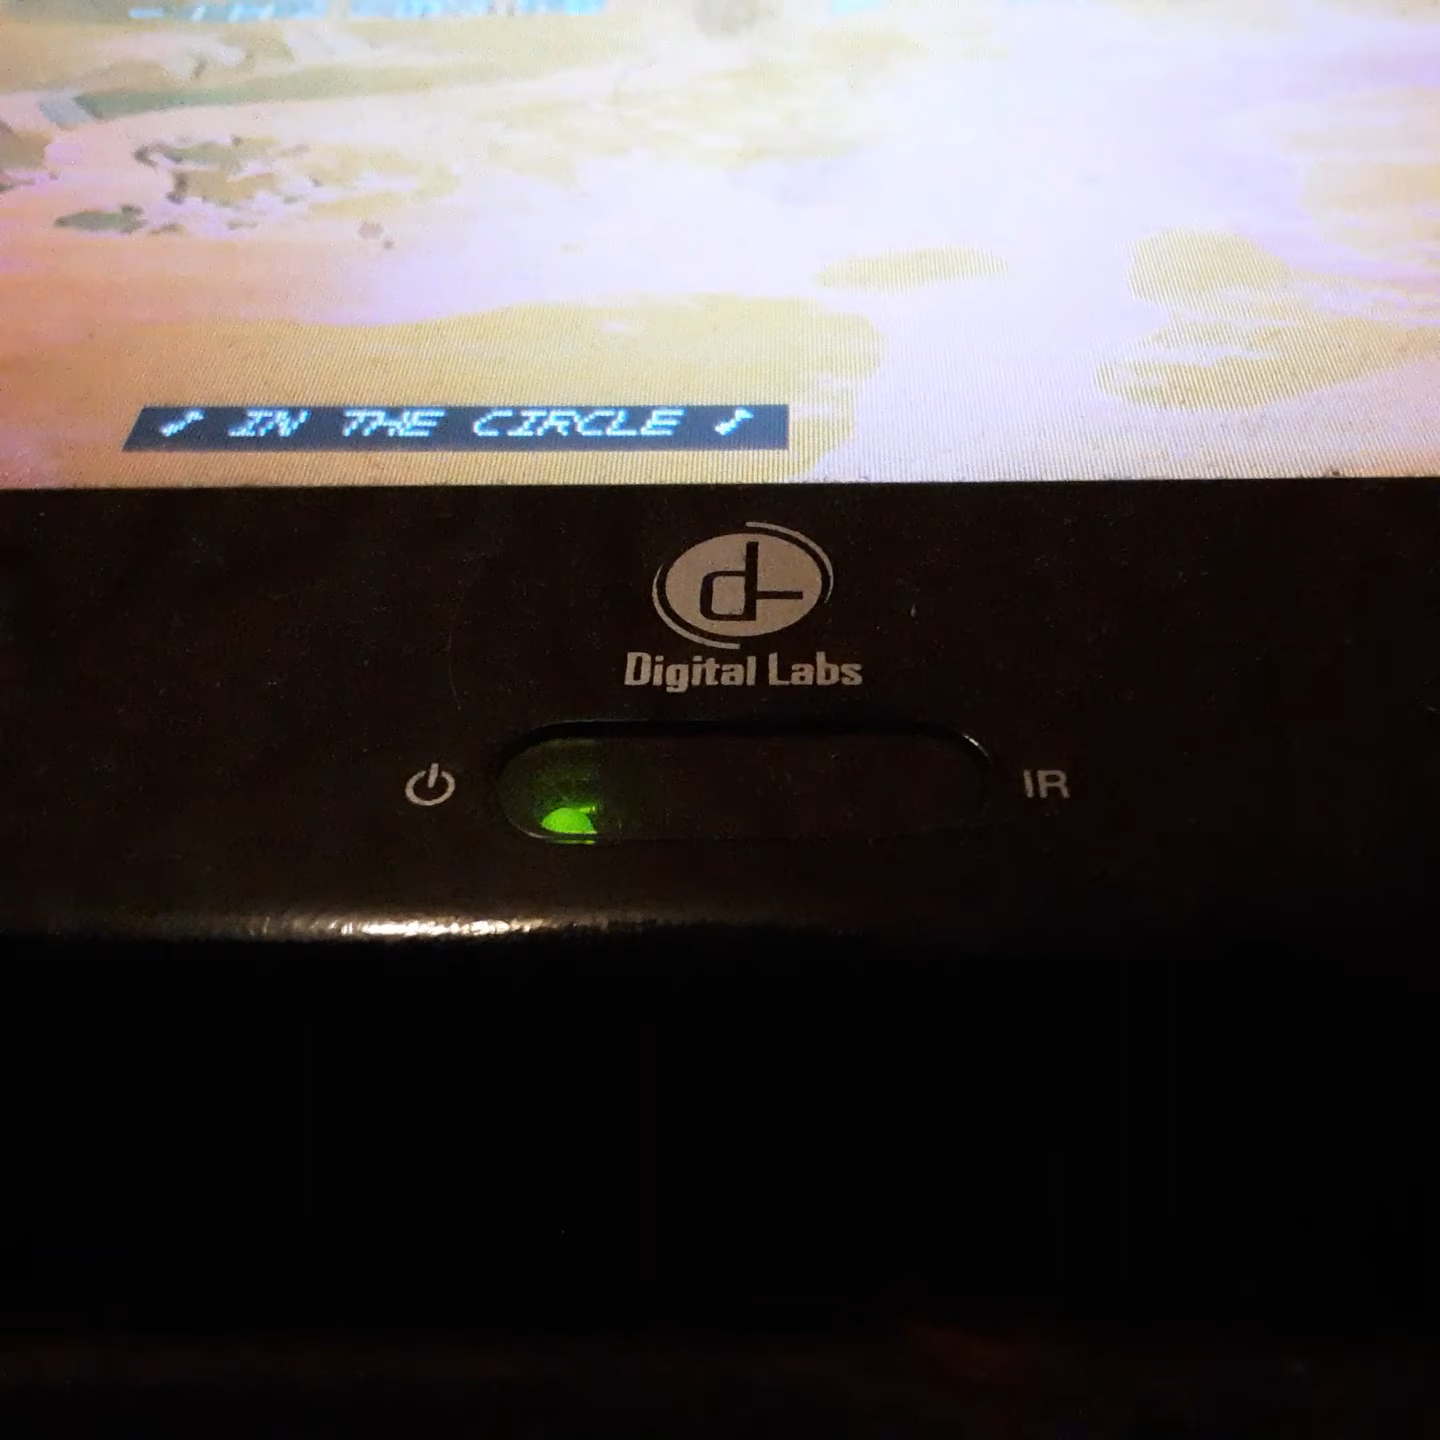 ♪ IN THE CIRCLE ♪
Digital Labs
IR